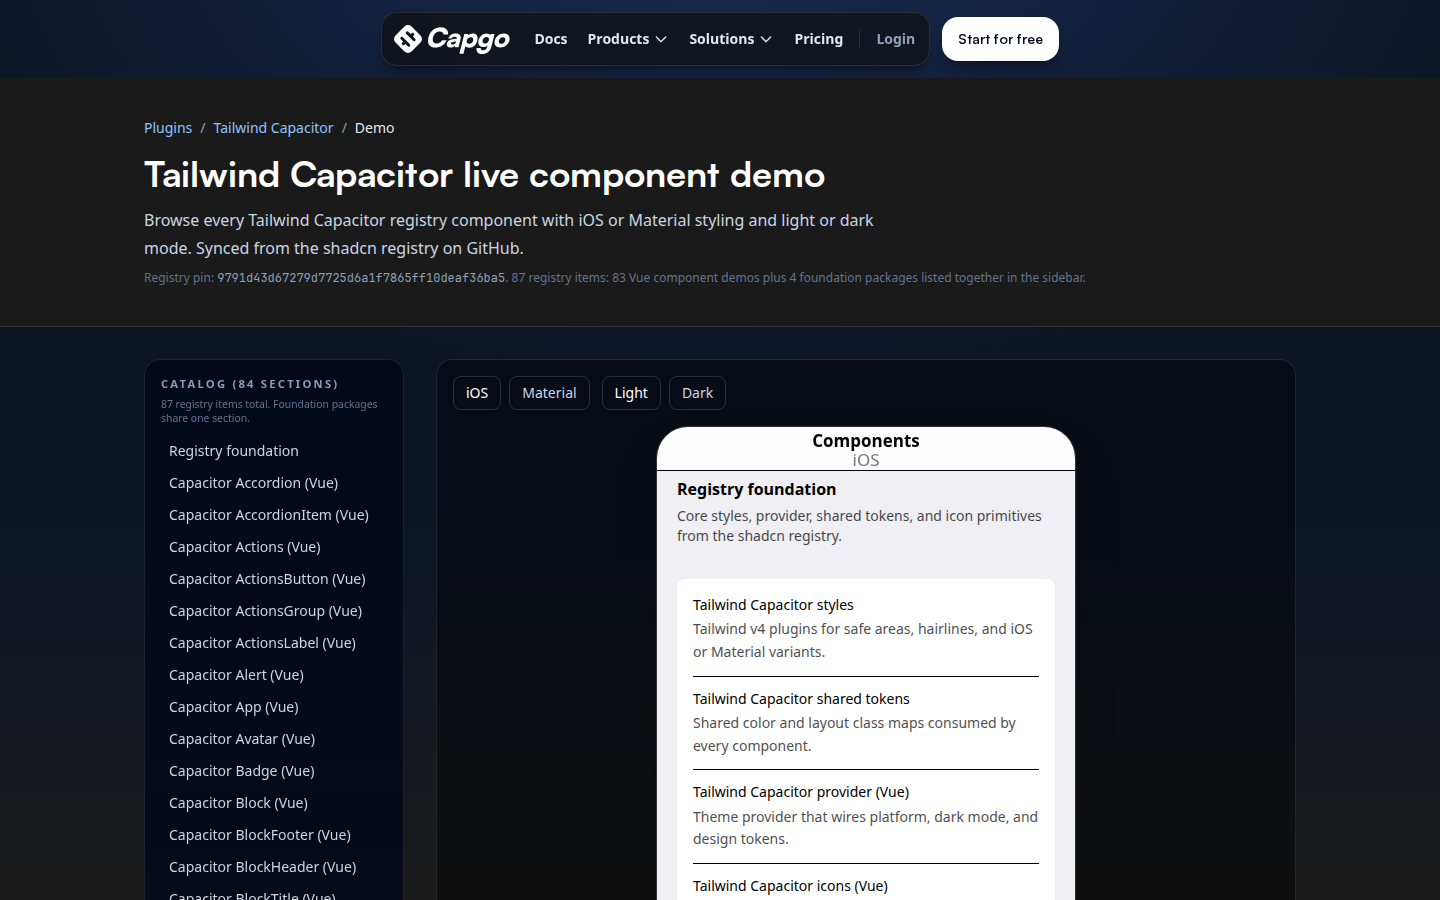 Capgo
Docs
Products
Solutions
Pricing
Login
Start for free
Plugins / Tailwind Capacitor / Demo
Tailwind Capacitor live component demo
Browse every Tailwind Capacitor registry component with iOS or Material styling and light or dark
mode. Synced from the shadcn registry on GitHub.
Registry pin: 9791d43d67279d7725d6a1f7865ff10deaf36ba5. 87 registry items: 83 Vue component demos plus 4 foundation packages listed together in the sidebar.
CATALOG (84 SECTIONS)
87 registry items total. Foundation packages
share one section.
Registry foundation
Capacitor Accordion (Vue)
Capacitor AccordionItem (Vue)
Capacitor Actions (Vue)
Capacitor ActionsButton (Vue)
Capacitor ActionsGroup (Vue)
Capacitor ActionsLabel (Vue)
Capacitor Alert (Vue)
Capacitor App (Vue)
Capacitor Avatar (Vue)
Capacitor Badge (Vue)
Capacitor Block (Vue)
Capacitor BlockFooter (Vue)
Capacitor BlockHeader (Vue)
Capacitor BlockTitle (Vue)
iOS
Material
Light
Dark
Components
iOS
Registry foundation
Core styles, provider, shared tokens, and icon primitives
from the shadcn registry.
Tailwind Capacitor styles
Tailwind v4 plugins for safe areas, hairlines, and iOS
or Material variants.
Tailwind Capacitor shared tokens
Shared color and layout class maps consumed by
every component.
Tailwind Capacitor provider (Vue)
Theme provider that wires platform, dark mode, and
design tokens.
Tailwind Capacitor icons (Vue)